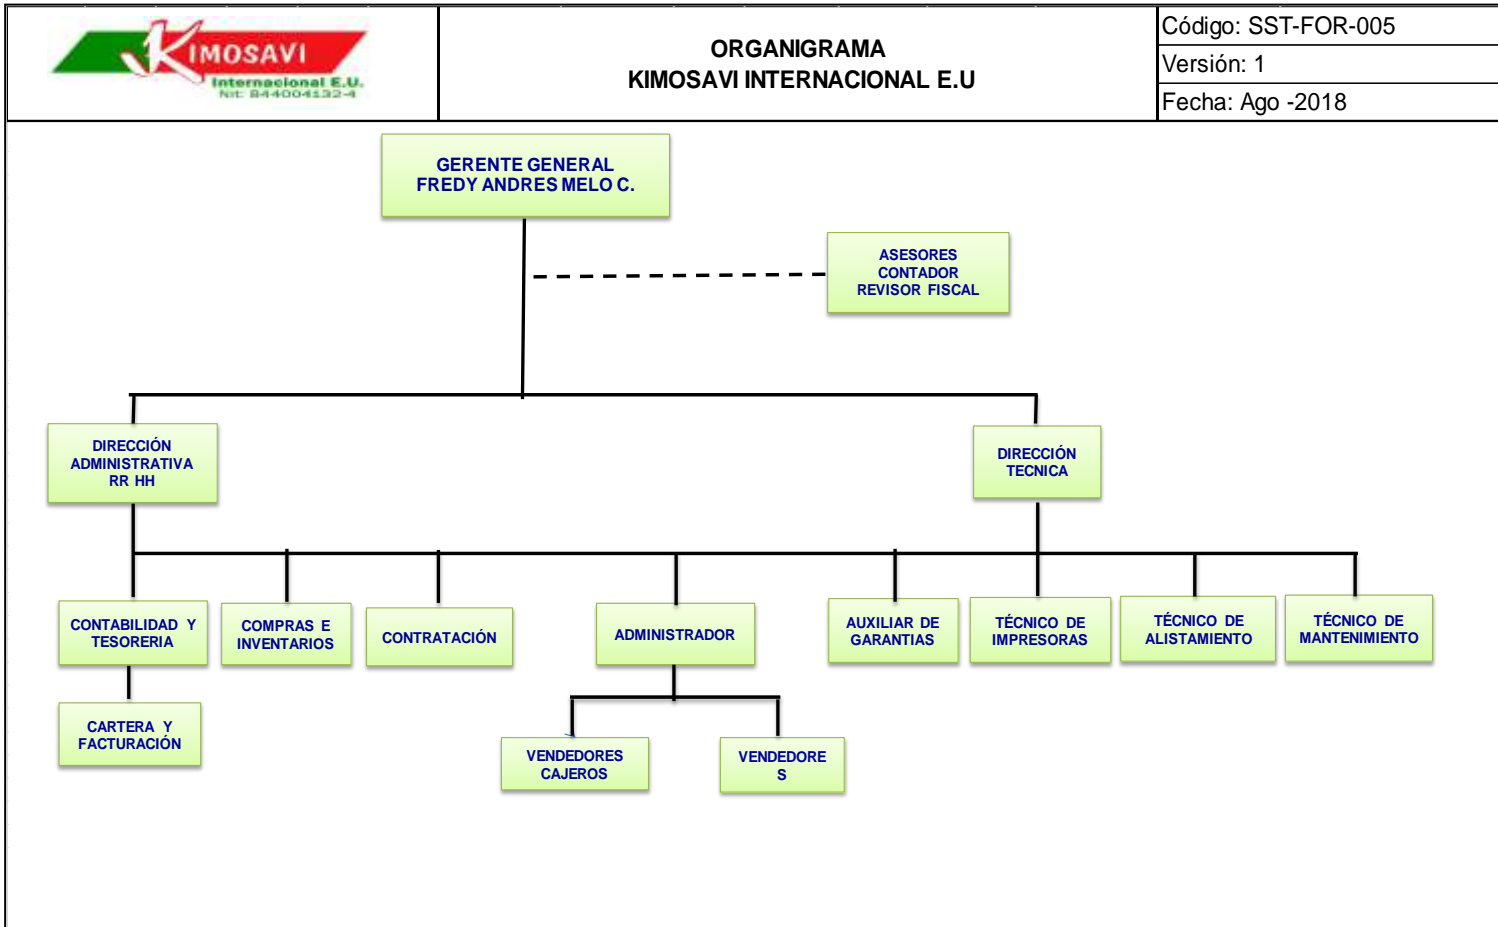 KIMOSAVI
Internacional E.U.
Nit: 844004132-4
ORGANIGRAMA
KIMOSAVI INTERNACIONAL E.U
Código: SST-FOR-005
Versión: 1
Fecha: Ago -2018
GERENTE GENERAL
FREDY ANDRES MELO C.
ASESORES
CONTADOR
REVISOR FISCAL
DIRECCIÓN
ADMINISTRATIVA
RR HH
DIRECCIÓN
TECNICA
CONTABILIDAD Y
TESORERIA
COMPRAS E
INVENTARIOS
CONTRATACIÓN
ADMINISTRADOR
AUXILIAR DE
GARANTIAS
TÉCNICO DE
IMPRESORAS
TÉCNICO DE
ALISTAMIENTO
TÉCNICO DE
MANTENIMIENTO
CARTERA Y
FACTURACIÓN
VENDEDORES
CAJEROS
VENDEDORE
S